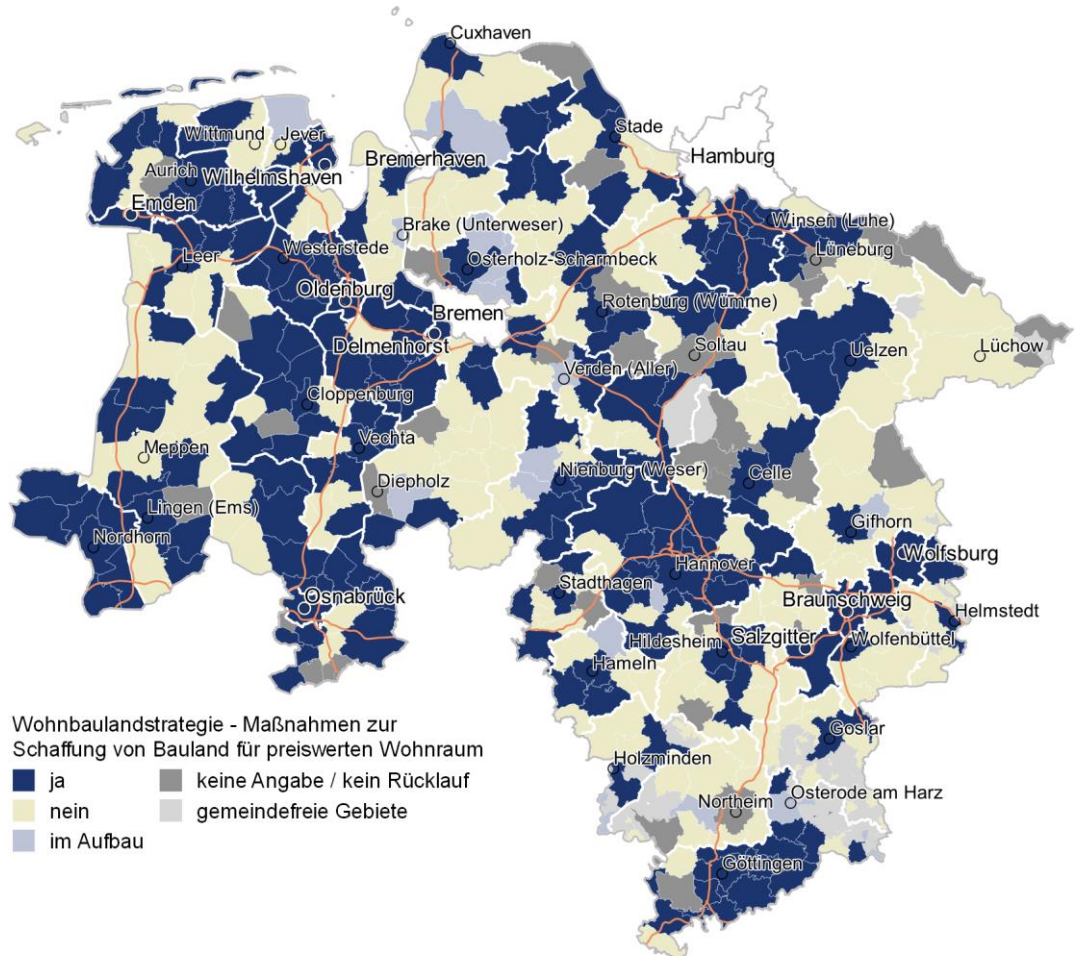 Cuxhaven
Stade
Wittmund
Jever
Bremerhaven
Hamburg
Aurich
Wilhelmshaven
Emden
Brake (Unterweser)
Winsen (Luhe)
Leer
Westerstede
Osterholz-Scharmbeck
Lüneburg
Oldenburg
Rotenburg (Wümme)
Bremen
Delmenhorst
Soltau
Uelzen
Lüchow
Verden (Aller)
Cloppenburg
Vechta
Meppen
Nienburg (Weser)
Celle
Diepholz
Lingen (Ems)
Gifhorn
Nordhorn
Wolfsburg
Hannover
Stadthagen
Osnabrück
Braunschweig
Helmstedt
Hildesheim
Salzgitter
Wolfenbüttel
Hameln
Goslar
Holzminden
Osterode am Harz
Northeim
Göttingen
Wohnbaulandstrategie - Maßnahmen zur
Schaffung von Bauland für preiswerten Wohnraum
ja
keine Angabe / kein Rücklauf
nein
gemeindefreie Gebiete
im Aufbau